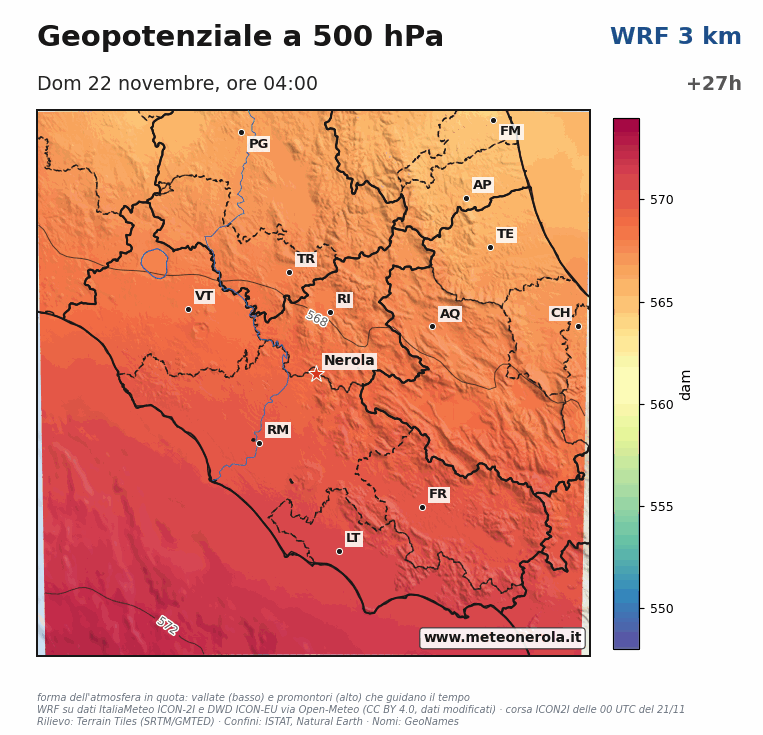 Geopotenziale a 500 hPa
WRF 3 km
Dom 22 novembre, ore 04:00
+27h
FM
PG
AP
TE
TR
VT
RI
568
AQ
CH
Nerola
RM
FR
LT
572
www.meteonerola.it
570
565
560
555
550
dam
forma dell'atmosfera in quota: vallate (basso) e promontori (alto) che guidano il tempo
WRF su dati ItaliaMeteo ICON-2I e DWD ICON-EU via Open-Meteo (CC BY 4.0, dati modificati) · corsa ICON2I delle 00 UTC del 21/11
Rilievo: Terrain Tiles (SRTM/GMTED) · Confini: ISTAT, Natural Earth · Nomi: GeoNames